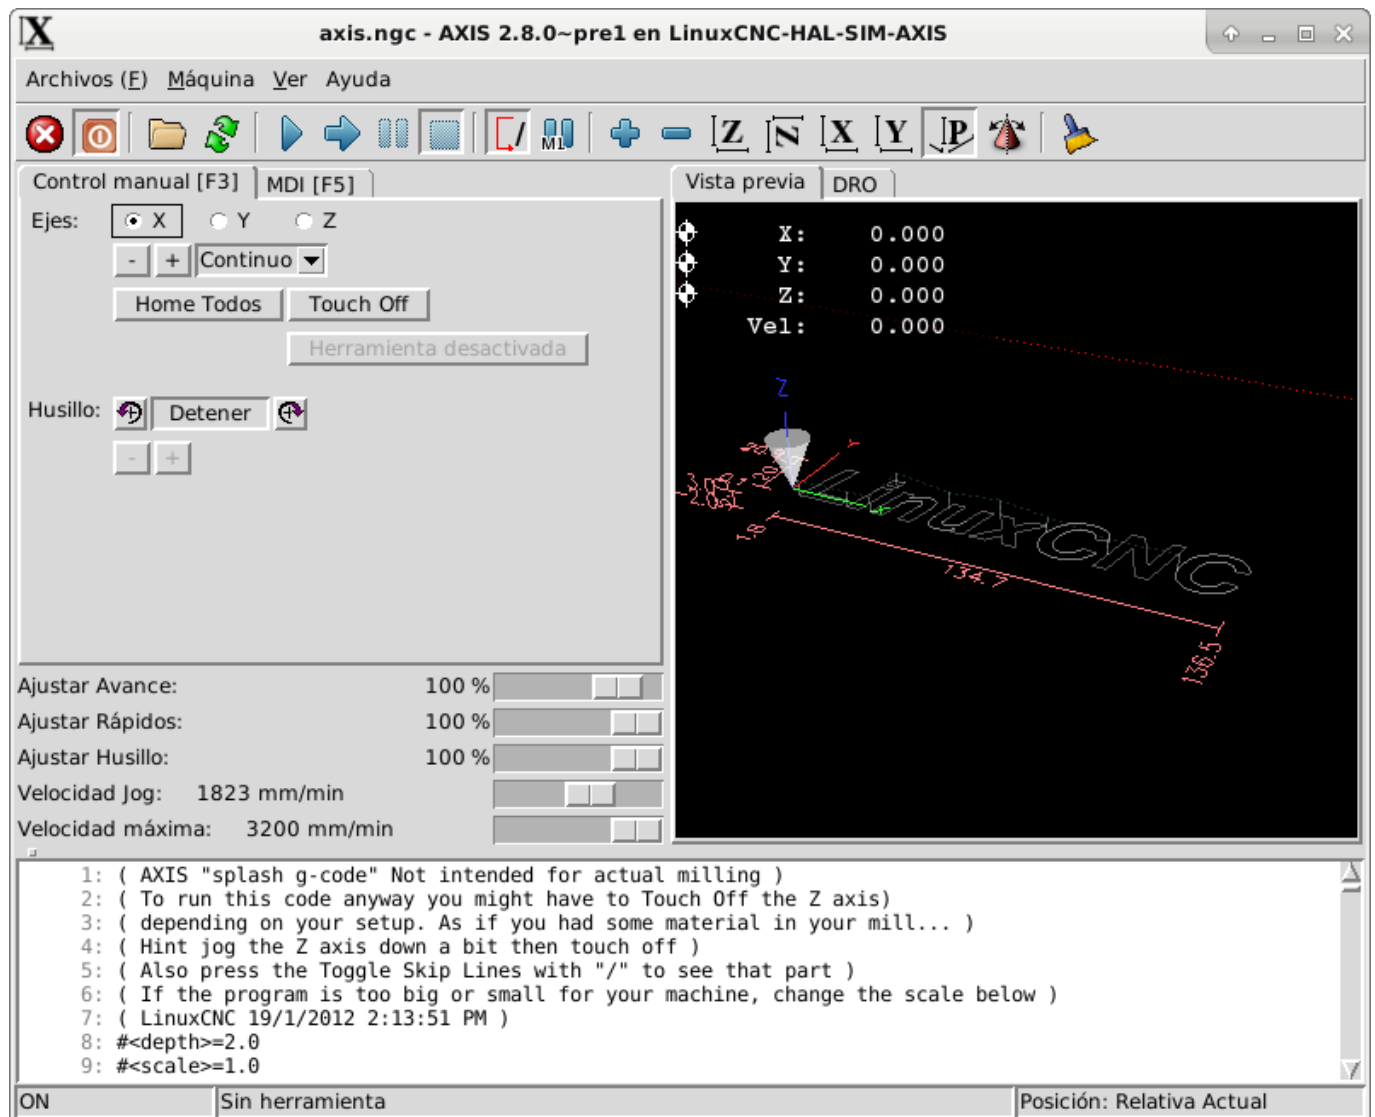 axis.ngc - AXIS 2.8.0~pre1 en LinuxCNC-HAL-SIM-AXIS
Archivos (F) Máquina Ver Ayuda
M1 Z N X Y P
Control manual [F3] MDI [F5]
Ejes: X Y Z
- + Continuo
Home Todos Touch Off
Herramienta desactivada
Husillo: Detener
- +
Ajustar Avance: 100 %
Ajustar Rápidos: 100 %
Ajustar Husillo: 100 %
Velocidad Jog: 1823 mm/min
Velocidad máxima: 3200 mm/min
Vista previa DRO
X: 0.000
Y: 0.000
Z: 0.000
Vel: 0.000
Z
Y
X
LinuxCNC
1.8
134.7
136.5
1: ( AXIS "splash g-code" Not intended for actual milling )
2: ( To run this code anyway you might have to Touch Off the Z axis)
3: ( depending on your setup. As if you had some material in your mill... )
4: ( Hint jog the Z axis down a bit then touch off )
5: ( Also press the Toggle Skip Lines with "/" to see that part )
6: ( If the program is too big or small for your machine, change the scale below )
7: ( LinuxCNC 19/1/2012 2:13:51 PM )
8: #<depth>=2.0
9: #<scale>=1.0
ON Sin herramienta Posición: Relativa Actual